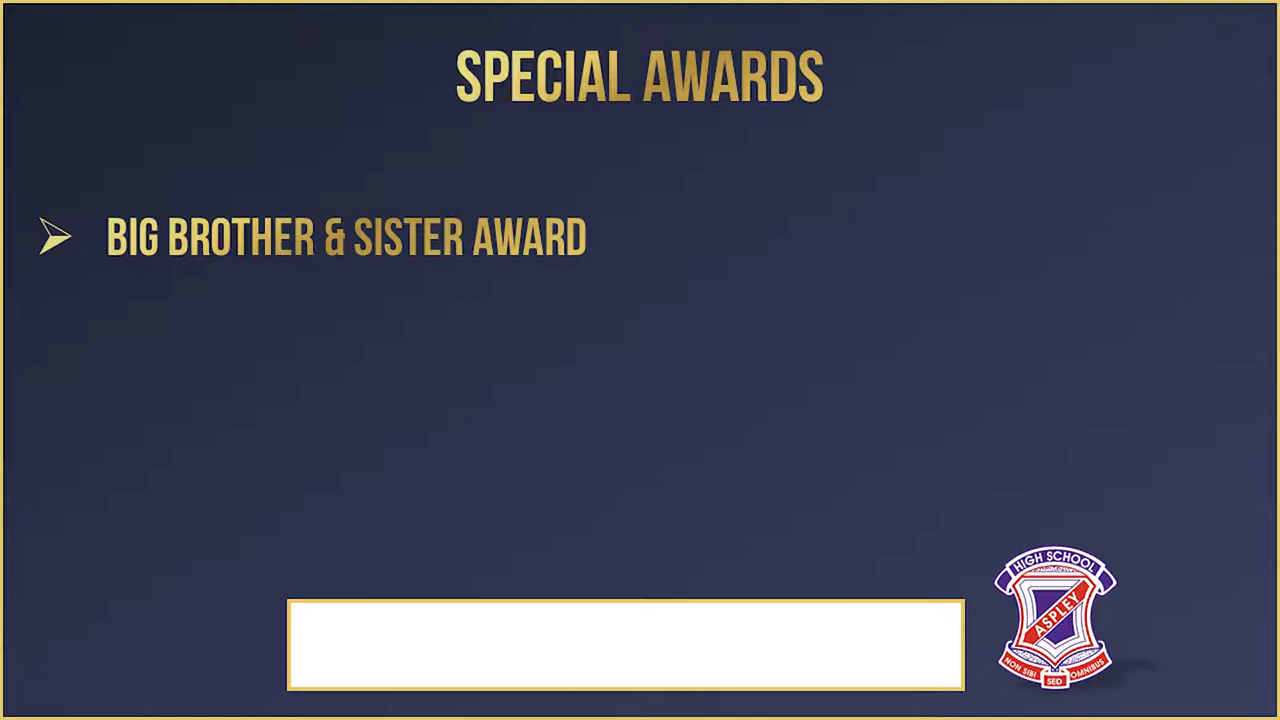 SPECIAL AWARDS
BIG BROTHER & SISTER AWARD
HIGH SCHOOL
ASPLEY
NON SIBI SED OMNIBUS